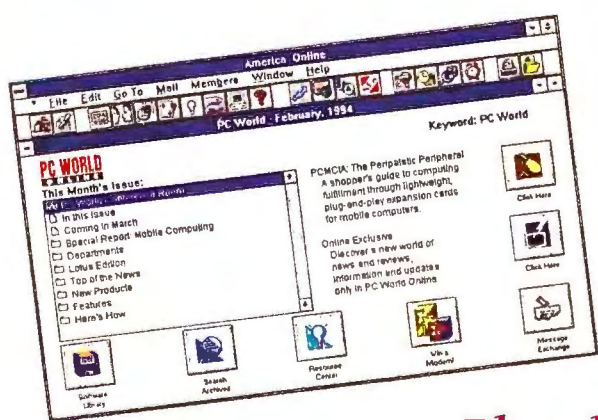 America Online
File Edit Go To Mail Members Window Help
PC World - February, 1994
Keyword: PC World
PC WORLD
ONLINE
This Month's Issue:
In this Issue
Coming in March
Special Report: Mobile Computing
Departments
Lotus Edition
Top of the News
New Products
Features
Here's How
PCMCIA: The Peripatetic Peripheral
A shopper's guide to computing
fulfillment through lightweight,
plug-and-play expansion cards
for mobile computers.
Online Exclusive
Discover a new world of
news and reviews,
information and updates
only in PC World Online
Click Here
Click Here
Software
Library
Search
Archives
Resource
Center
Win a
Modem!
Message
Exchange